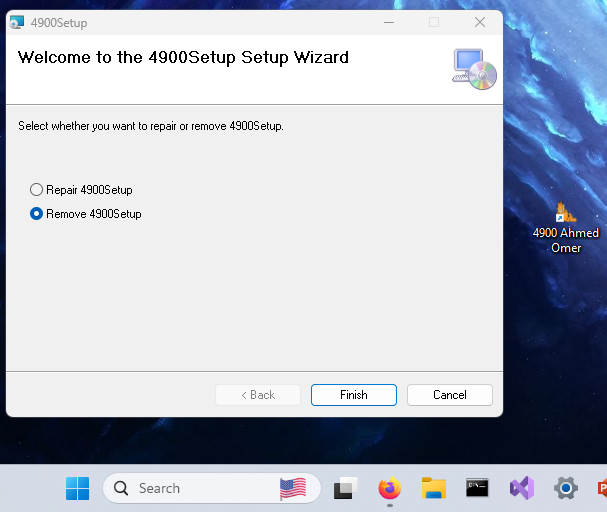 4900Setup
Welcome to the 4900Setup Setup Wizard
Select whether you want to repair or remove 4900Setup.
Repair 4900Setup
Remove 4900Setup
4900 Ahmed
Omer
< Back
Finish
Cancel
Search